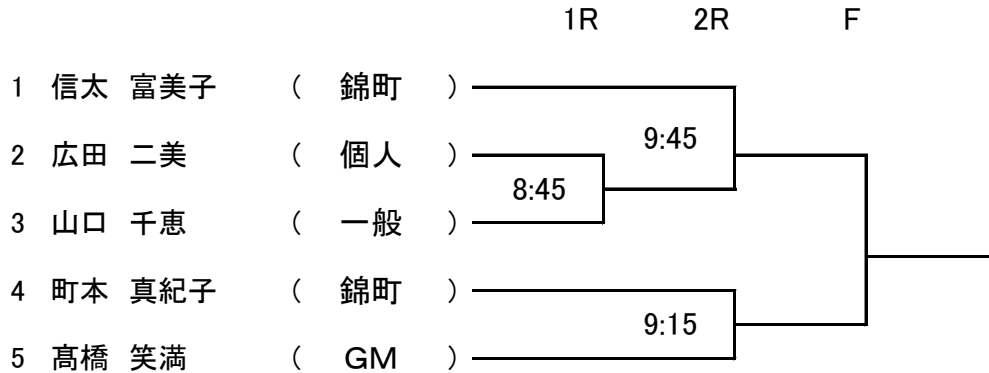 1R 2R F
1 信太 富美子 ( 錦町 )
9:45
2 広田 二美 ( 個人 )
8:45
3 山口 千恵 ( 一般 )
4 町本 真紀子 ( 錦町 )
9:15
5 髙橋 笑満 ( GM )